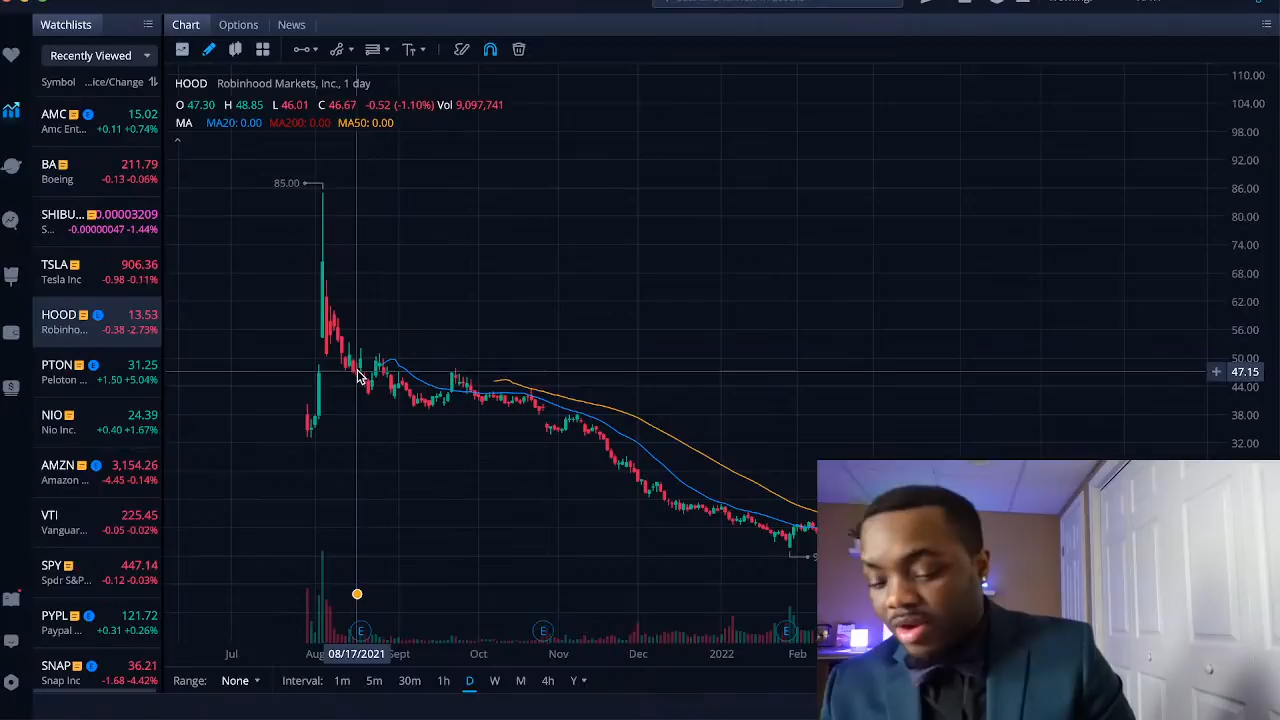 Watchlists
Chart Options News
Recently Viewed
Symbol ...ice/Change
AMC E 15.02
Amc Ent... +0.11 +0.74%
BA 211.79
Boeing -0.13 -0.06%
SHIBU... 0.00003209
S... -0.00000047 -1.44%
TSLA 906.36
Tesla Inc -0.98 -0.11%
HOOD E 13.53
Robinho... -0.38 -2.73%
PTON E 31.25
Peloton ... +1.50 +5.04%
NIO 24.39
Nio Inc. +0.40 +1.67%
AMZN E 3,154.26
Amazon ... -4.45 -0.14%
VTI 225.45
Vanguar... -0.05 -0.02%
SPY 447.14
Spdr S&P... -0.12 -0.03%
PYPL E 121.72
Paypal ... +0.31 +0.26%
SNAP E 36.21
Snap Inc -1.68 -4.42%
HOOD Robinhood Markets, Inc., 1 day
O 47.30 H 48.85 L 46.01 C 46.67 -0.52 (-1.10%) Vol 9,097,741
MA MA20: 0.00 MA200: 0.00 MA50: 0.00
85.00
110.00
104.00
98.00
92.00
86.00
80.00
74.00
68.00
62.00
56.00
50.00
47.15
44.00
38.00
32.00
9
E E E
Jul Aug 08/17/2021 Sept Oct Nov Dec 2022 Feb
Range: None Interval: 1m 5m 30m 1h D W M 4h Y